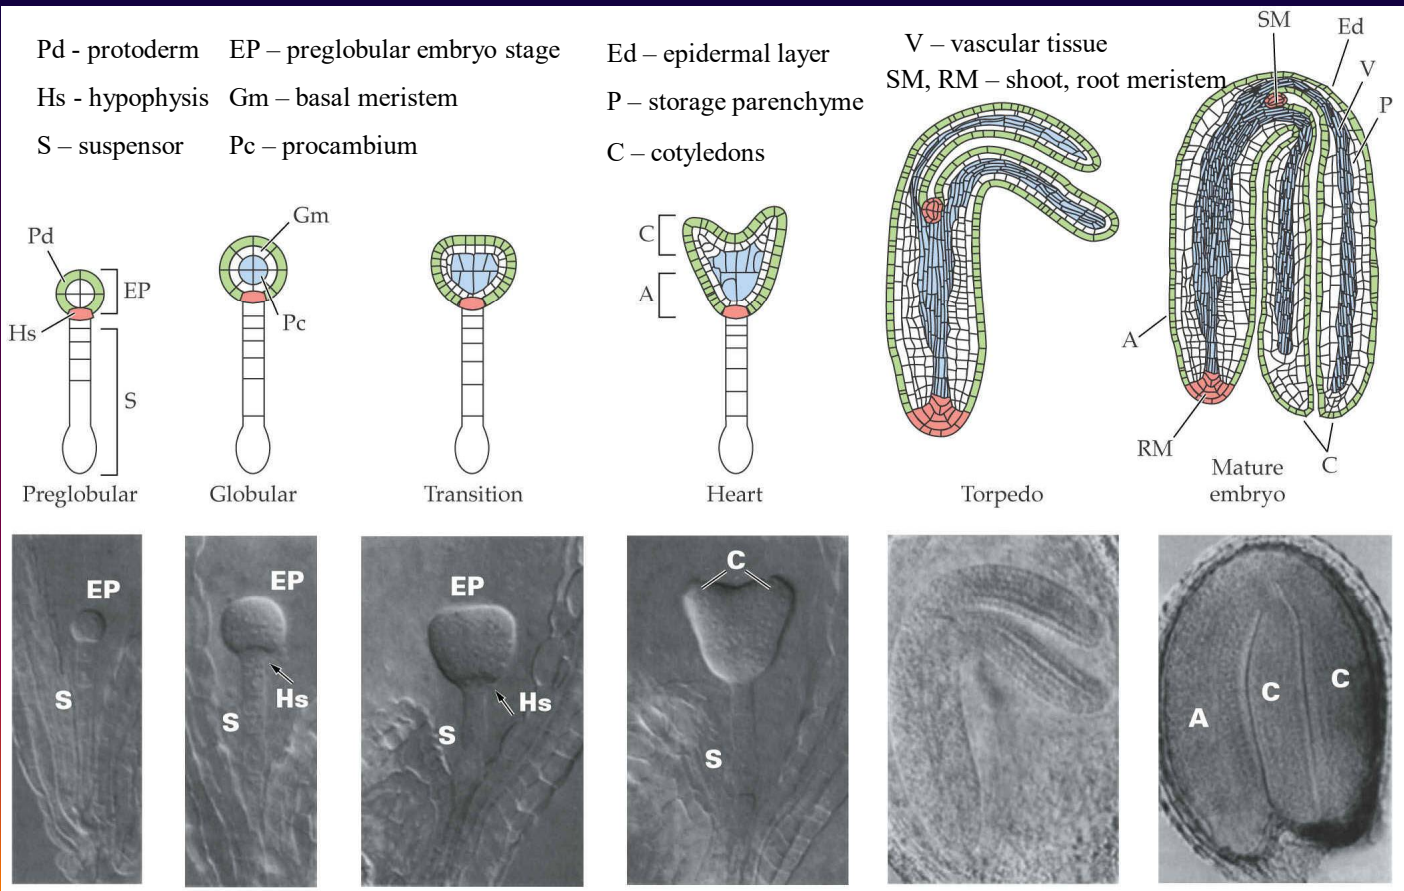 Pd - protoderm
EP – preglobular embryo stage
Hs - hypophysis
Gm – basal meristem
S – suspensor
Pc – procambium
Ed – epidermal layer
P – storage parenchyme
C – cotyledons
V – vascular tissue
SM, RM – shoot, root meristem
SM
Ed
V
P
Pd
EP
Hs
S
Gm
Pc
C
A
A
RM
C
Preglobular
Globular
Transition
Heart
Torpedo
Mature
embryo
EP
S
EP
Hs
S
EP
Hs
S
C
S
A
C
C